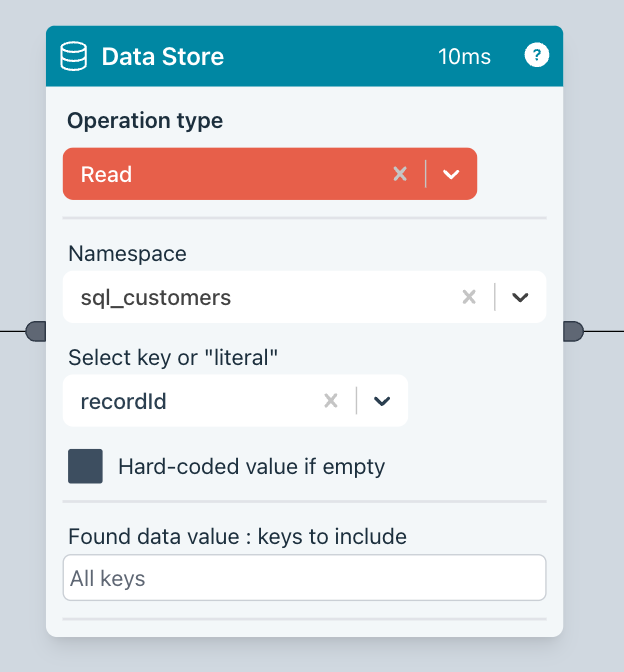 Data Store 10ms ?
Operation type
Read
Namespace
sql_customers
Select key or "literal"
recordId
Hard-coded value if empty
Found data value : keys to include
All keys